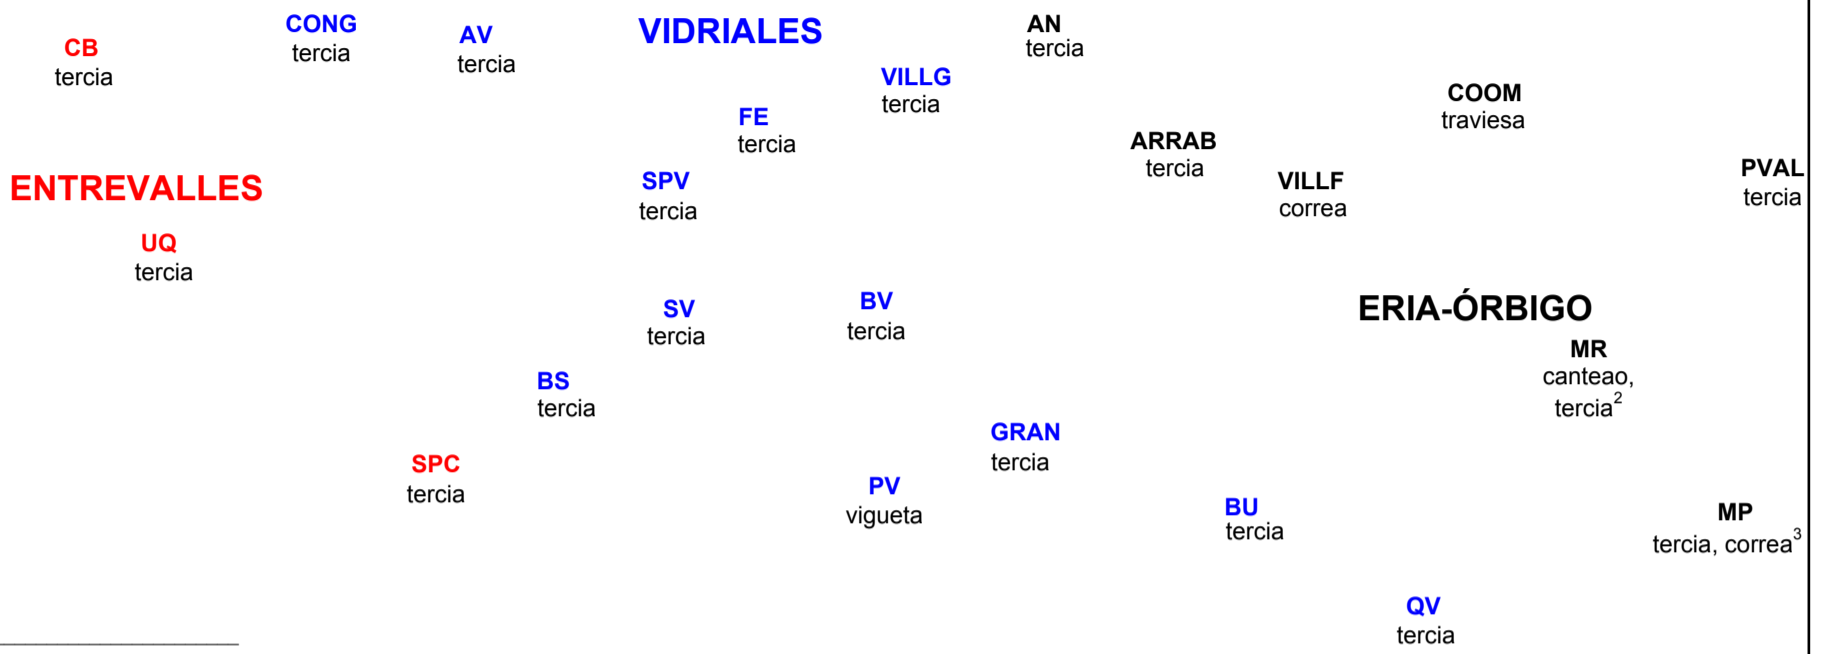 CONG
tercia
AV
tercia
VIDRIALES
AN
tercia
CB
tercia
VILLG
tercia
COOM
traviesa
FE
tercia
ARRAB
tercia
PVAL
tercia
ENTREVALLES
SPV
tercia
VILLF
correa
UQ
tercia
SV
tercia
BV
tercia
ERIA-ÓRBIGO
MR
canteao,
tercia²
BS
tercia
GRAN
tercia
SPC
tercia
PV
vigueta
BU
tercia
MP
tercia, correa³
QV
tercia